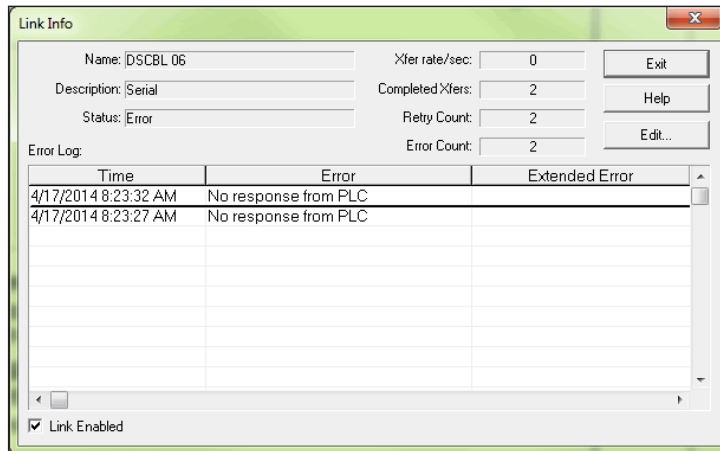 Link Info
Name: DSCBL 06 Xfer rate/sec: 0 Exit
Description: Serial Completed Xfers: 2 Help
Status: Error Retry Count: 2 Edit...
Error Log: Error Count: 2
Time Error Extended Error
4/17/2014 8:23:32 AM No response from PLC
4/17/2014 8:23:27 AM No response from PLC
Link Enabled